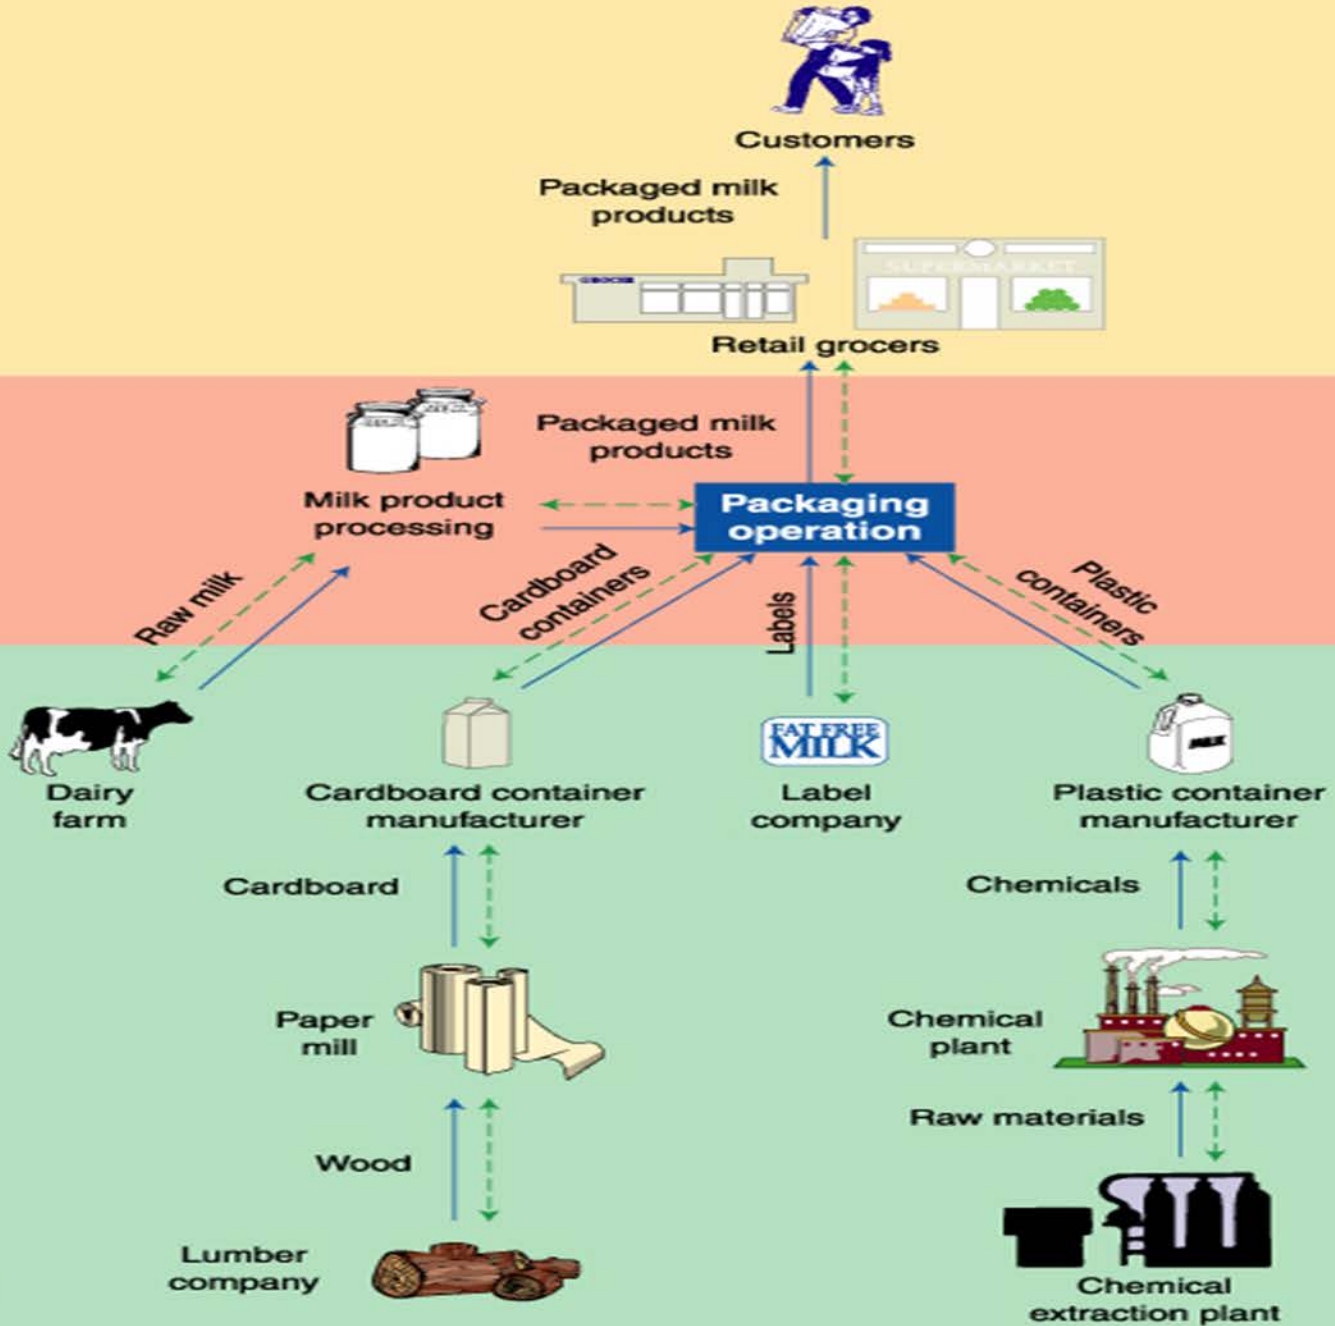 Customers
Packaged milk
products
GROCER
SUPERMARKET
Retail grocers
Packaged milk
products
Milk product
processing
Packaging
operation
Raw milk
Cardboard
containers
Labels
Plastic
containers
FAT FREE
MILK
MILK
Dairy
farm
Cardboard container
manufacturer
Label
company
Plastic container
manufacturer
Cardboard
Chemicals
Paper
mill
Chemical
plant
Raw materials
Wood
Lumber
company
Chemical
extraction plant